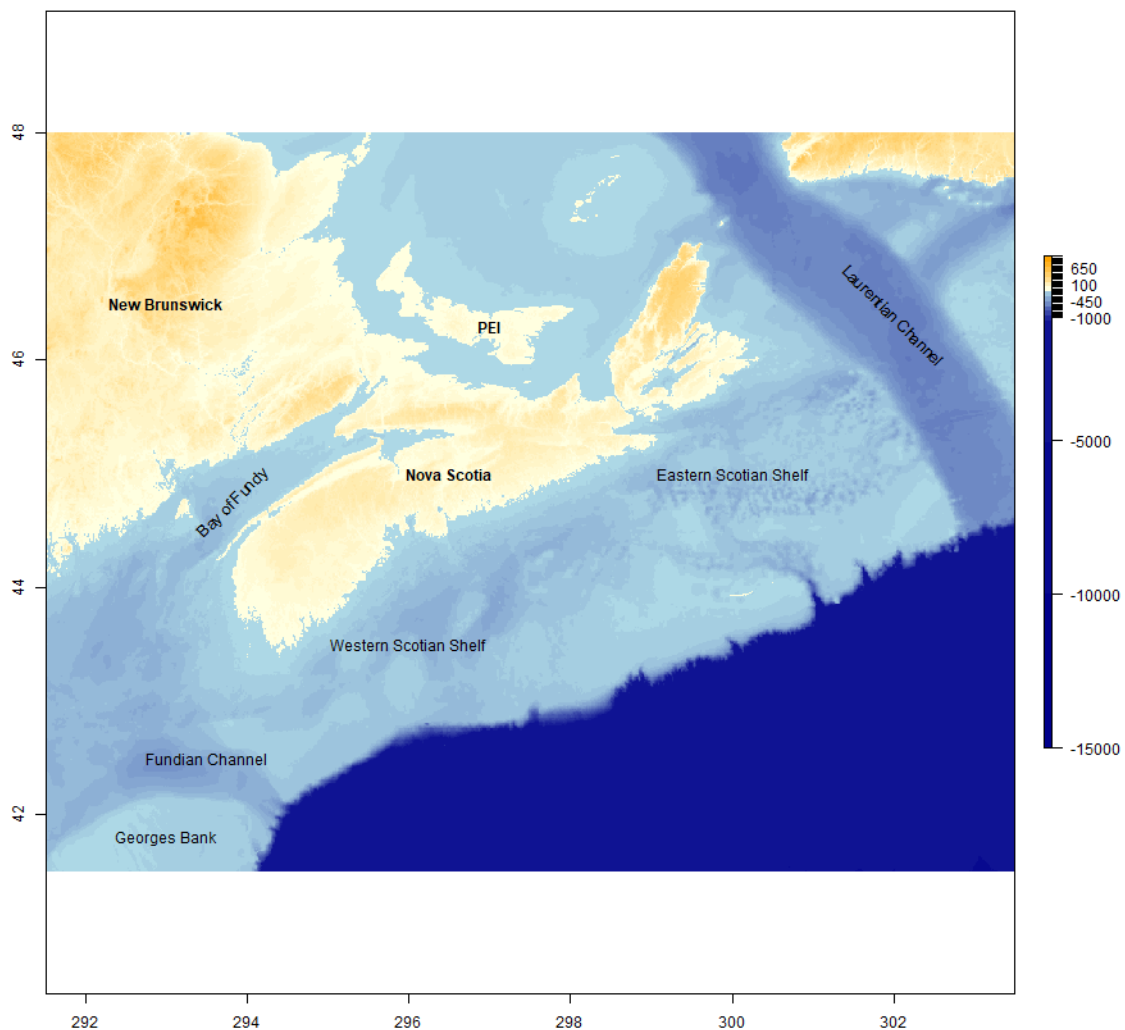 48
46
44
42
New Brunswick
PEI
Laurentian Channel
Bay of Fundy
Nova Scotia
Eastern Scotian Shelf
Western Scotian Shelf
Fundian Channel
Georges Bank
650
100
-450
-1000
-5000
-10000
-15000
292
294
296
298
300
302